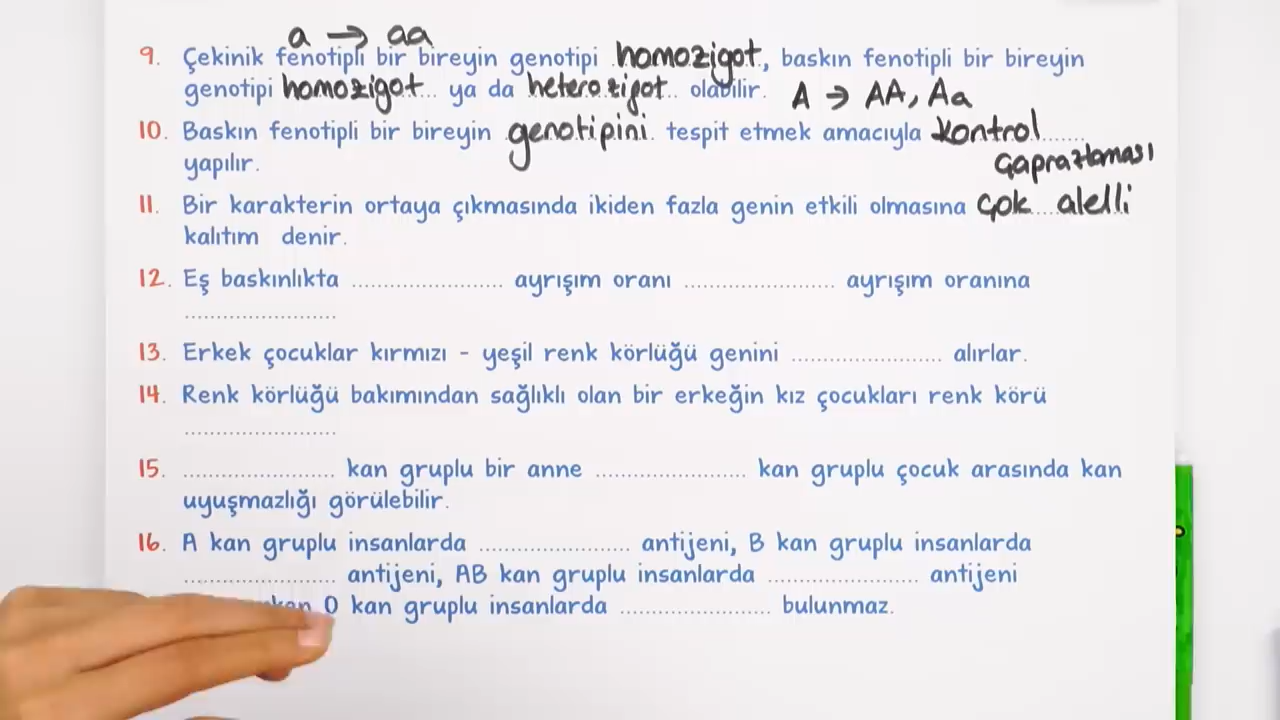 a → aa
9. Çekinik fenotipli bir bireyin genotipi homozigot, baskın fenotipli bir bireyin
genotipi homozigot ya da heterozigot olabilir. A → AA, Aa
10. Baskın fenotipli bir bireyin genotipini tespit etmek amacıyla kontrol
çaprazlaması
yapılır.
11. Bir karakterin ortaya çıkmasında ikiden fazla genin etkili olmasına çok alelli
kalıtım denir.
12. Eş baskınlıkta ...................... ayrışım oranı ...................... ayrışım oranına
......................
13. Erkek çocuklar kırmızı - yeşil renk körlüğü genini ...................... alırlar.
14. Renk körlüğü bakımından sağlıklı olan bir erkeğin kız çocukları renk körü
......................
15. ...................... kan gruplu bir anne ...................... kan gruplu çocuk arasında kan
uyuşmazlığı görülebilir.
16. A kan gruplu insanlarda ...................... antijeni, B kan gruplu insanlarda
...................... antijeni, AB kan gruplu insanlarda ...................... antijeni
0 kan gruplu insanlarda ...................... bulunmaz.